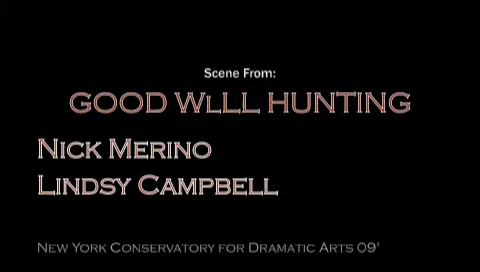 Scene From:
GOOD WlLL HUNTING
Nick Merino
Lindsy Campbell
New York Conservatory for Dramatic Arts 09'